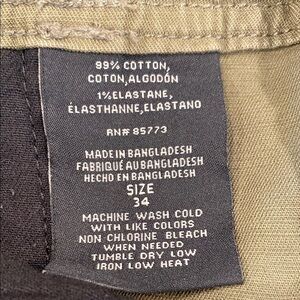 99% COTTON,
COTON,ALGODÓN
1%ELASTANE,
ÉLASTHANNE,ELASTANO
RN# 85773
MADE IN BANGLADESH
FABRIQUÉ AU BANGLADESH
HECHO EN BANGLADESH
SIZE
34
MACHINE WASH COLD
WITH LIKE COLORS
NON CHLORINE BLEACH
WHEN NEEDED
TUMBLE DRY LOW
IRON LOW HEAT